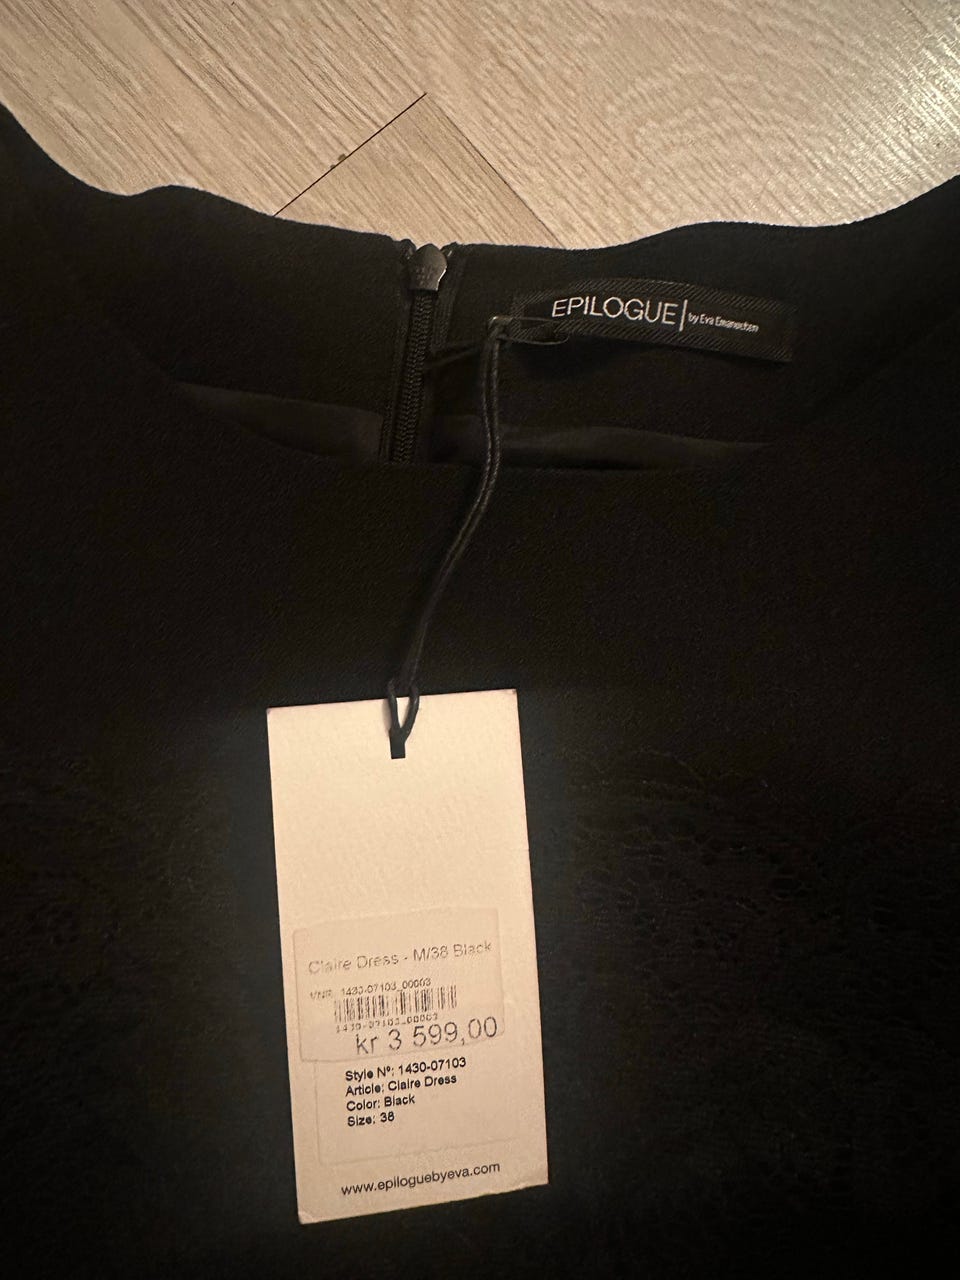 EPILOGUE | by Eva Emanuelsen
Claire Dress - M/38 Black
VNR: 1430-07103_00003
1430-07103_00003
kr 3 599,00
Style Nº: 1430-07103
Article: Claire Dress
Color: Black
Size: 38
www.epiloguebyeva.com